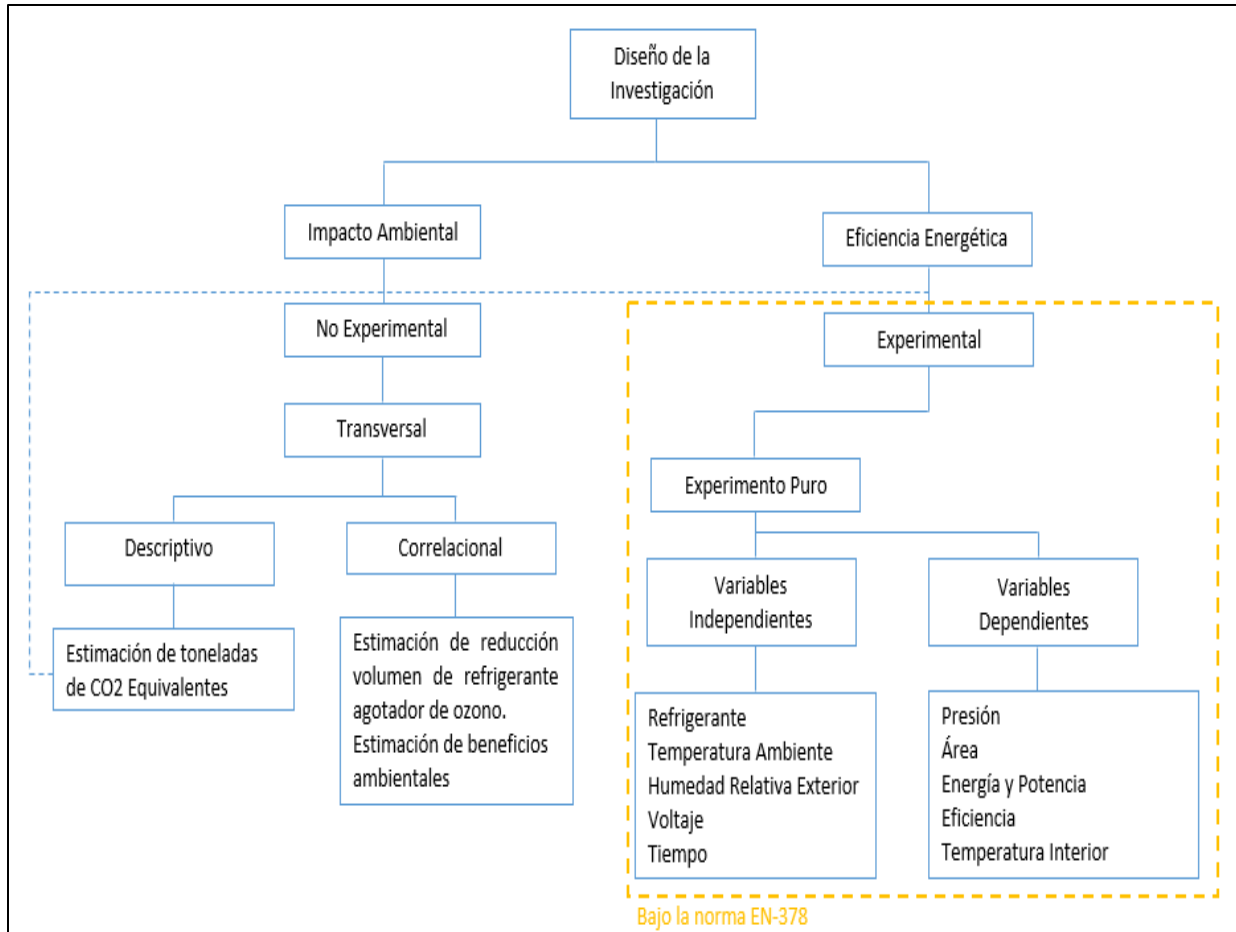 Diseño de la
Investigación
Impacto Ambiental
Eficiencia Energética
No Experimental
Experimental
Transversal
Experimento Puro
Descriptivo
Correlacional
Variables
Independientes
Variables
Dependientes
Estimación de toneladas
de CO2 Equivalentes
Estimación de reducción
volumen de refrigerante
agotador de ozono.
Estimación de beneficios
ambientales
Refrigerante
Temperatura Ambiente
Humedad Relativa Exterior
Voltaje
Tiempo
Presión
Área
Energía y Potencia
Eficiencia
Temperatura Interior
Bajo la norma EN-378